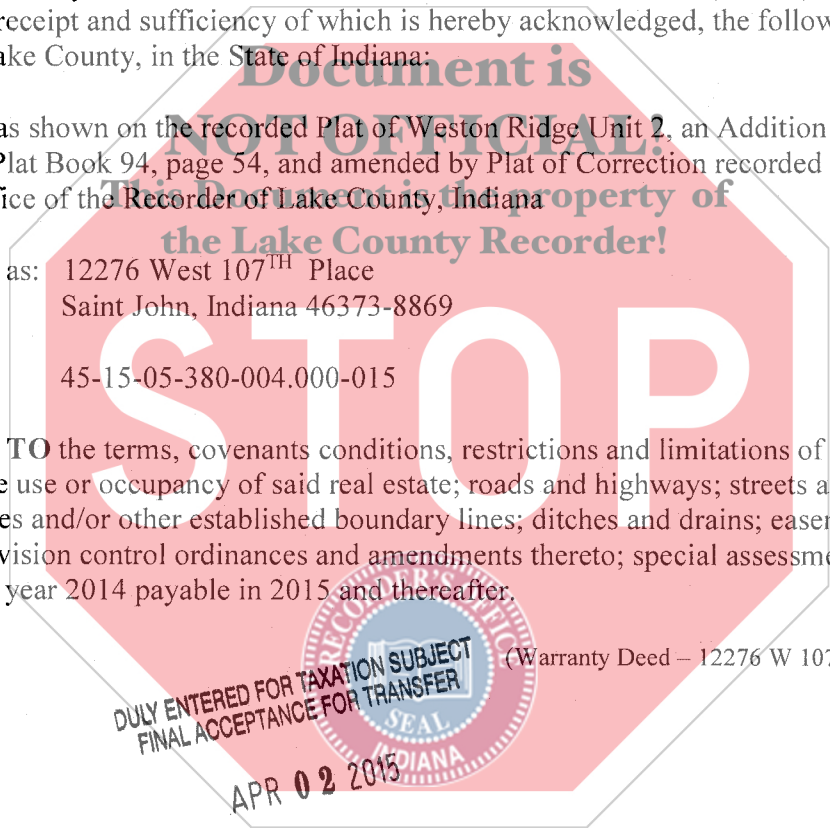 receipt and sufficiency of which is hereby acknowledged, the follow
ake County, in the State of Indiana:
Document is
as shown on the recorded Plat of Weston Ridge Unit 2, an Addition
NOT OFFICIAL!
Plat Book 94, page 54, and amended by Plat of Correction recorded
This Document is the property of
fice of the Recorder of Lake County, Indiana
the Lake County Recorder!
as: 12276 West 107TH Place
Saint John, Indiana 46373-8869
STOP
45-15-05-380-004.000-015
TO the terms, covenants conditions, restrictions and limitations of
e use or occupancy of said real estate; roads and highways; streets a
es and/or other established boundary lines; ditches and drains; easer
vision control ordinances and amendments thereto; special assessme
year 2014 payable in 2015 and thereafter.
(Warranty Deed – 12276 W 107
RECORDER'S OFFICE
SEAL
INDIANA
DULY ENTERED FOR TAXATION SUBJECT
FINAL ACCEPTANCE FOR TRANSFER
APR 02 2015